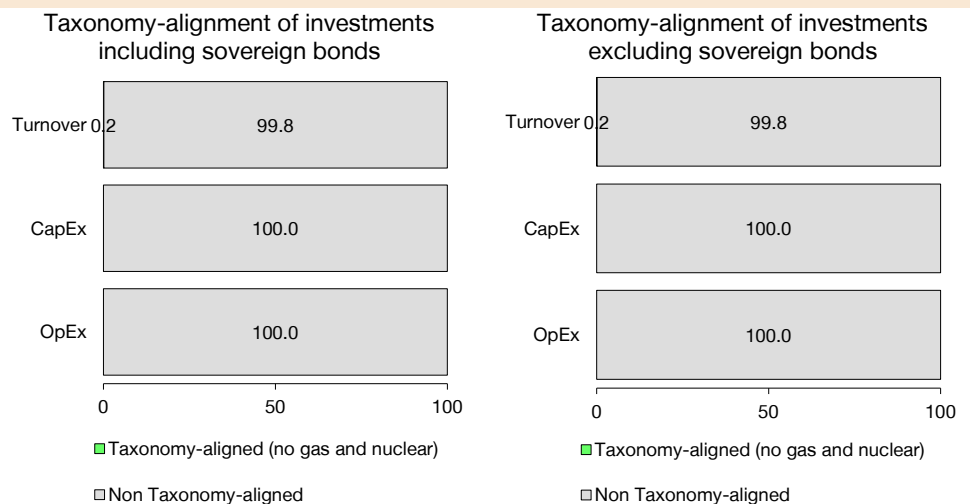 Taxonomy-alignment of investments
including sovereign bonds
Turnover 0.2 99.8
CapEx 100.0
OpEx 100.0
0 50 100
Taxonomy-aligned (no gas and nuclear)
Non Taxonomy-aligned
Taxonomy-alignment of investments
excluding sovereign bonds
Turnover 0.2 99.8
CapEx 100.0
OpEx 100.0
0 50 100
Taxonomy-aligned (no gas and nuclear)
Non Taxonomy-aligned